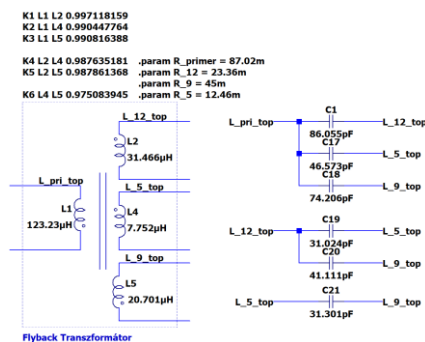 K1 L1 L2 0.997118159
K2 L1 L4 0.990447764
K3 L1 L5 0.990816388
K4 L2 L4 0.987635181 .param R_primer = 87.02m
K5 L2 L5 0.987861368 .param R_12 = 23.36m
.param R_9 = 45m
K6 L4 L5 0.975083945 .param R_5 = 12.46m
L_12_top
L2
31.466µH
L_pri_top
L1
123.23µH
L_5_top
L4
7.752µH
L_9_top
L5
20.701µH
Flyback Transzformátor
C1
L_pri_top L_12_top
86.055pF
C17
L_5_top
46.573pF
C18
L_9_top
74.206pF
C19
L_12_top L_5_top
31.024pF
C20
L_9_top
41.111pF
C21
L_5_top L_9_top
31.301pF